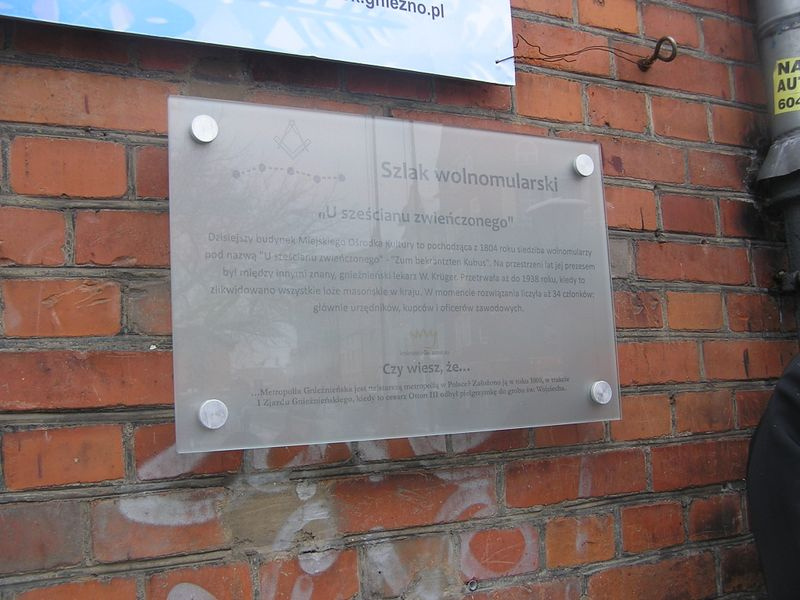 k.gniezno.pl
NA
AUT
604
Szlak wolnomularski
"U sześcianu zwieńczonego"
Dzisiejszy budynek Miejskiego Ośrodka Kultury to pochodząca z 1804 roku siedziba wolnomularzy
pod nazwą "U sześcianu zwieńczonego" - "Zum bekrantzten Kubus". Na przestrzeni lat jej prezesem
był między innymi znany, gnieźnieński lekarz W. Krüger. Przetrwała aż do 1938 roku, kiedy to
zlikwidowano wszystkie loże masońskie w kraju. W momencie rozwiązania liczyła aż 34 członków;
głównie urzędników, kupców i oficerów zawodowych.
Czy wiesz, że...
...Metropolia Gnieźnieńska jest najstarszą metropolią w Polsce? Założono ją w roku 1000, w trakcie
I Zjazdu Gnieźnieńskiego, kiedy to cesarz Otton III odbył pielgrzymkę do grobu św. Wojciecha.